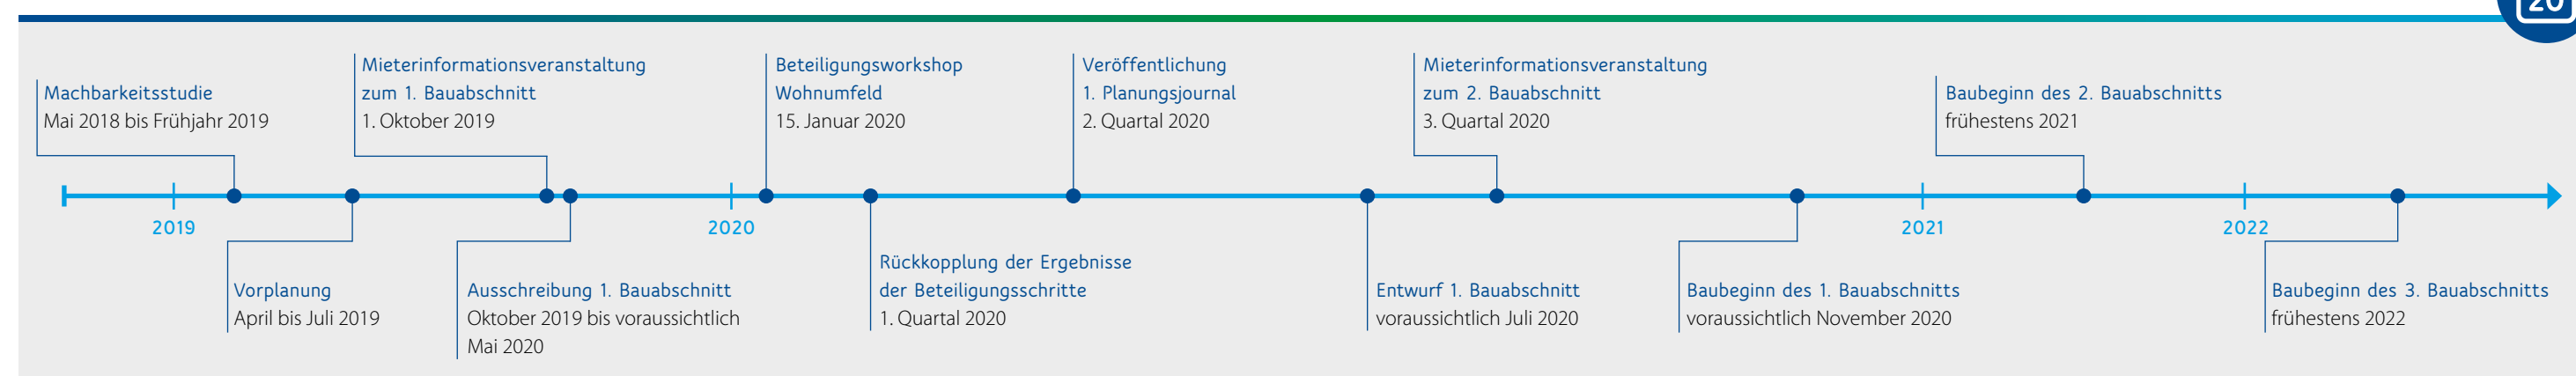 20
Machbarkeitsstudie
Mai 2018 bis Frühjahr 2019
Mieterinformationsveranstaltung
zum 1. Bauabschnitt
1. Oktober 2019
Beteiligungsworkshop
Wohnumfeld
15. Januar 2020
Veröffentlichung
1. Planungsjournal
2. Quartal 2020
Mieterinformationsveranstaltung
zum 2. Bauabschnitt
3. Quartal 2020
Baubeginn des 2. Bauabschnitts
frühestens 2021
2019
2020
2021
2022
Vorplanung
April bis Juli 2019
Ausschreibung 1. Bauabschnitt
Oktober 2019 bis voraussichtlich
Mai 2020
Rückkopplung der Ergebnisse
der Beteiligungsschritte
1. Quartal 2020
Entwurf 1. Bauabschnitt
voraussichtlich Juli 2020
Baubeginn des 1. Bauabschnitts
voraussichtlich November 2020
Baubeginn des 3. Bauabschnitts
frühestens 2022